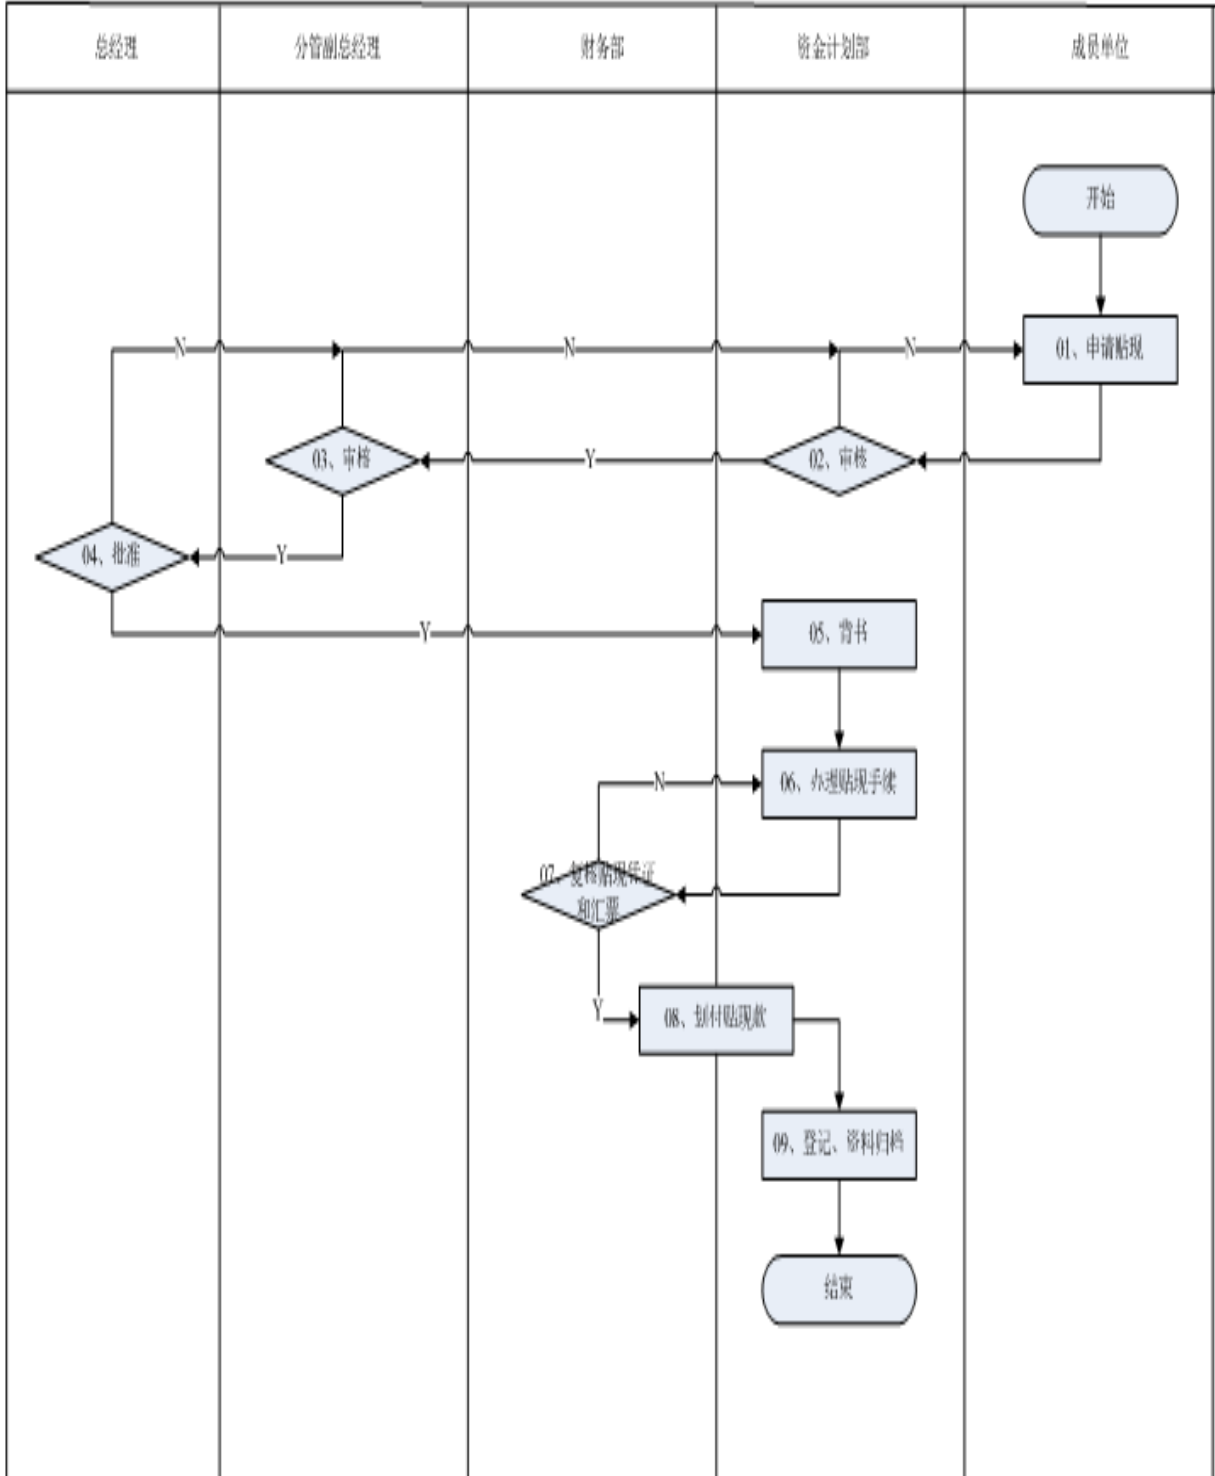 总经理
分管副总经理
财务部
资金计划部
成员单位
开始
N
N
N
01、申请贴现
03、审核
Y
02、审核
04、批准
Y
Y
05、背书
N
06、办理贴现手续
07、复核贴现凭证
和汇票
Y
08、划付贴现款
09、登记、资料归档
结束